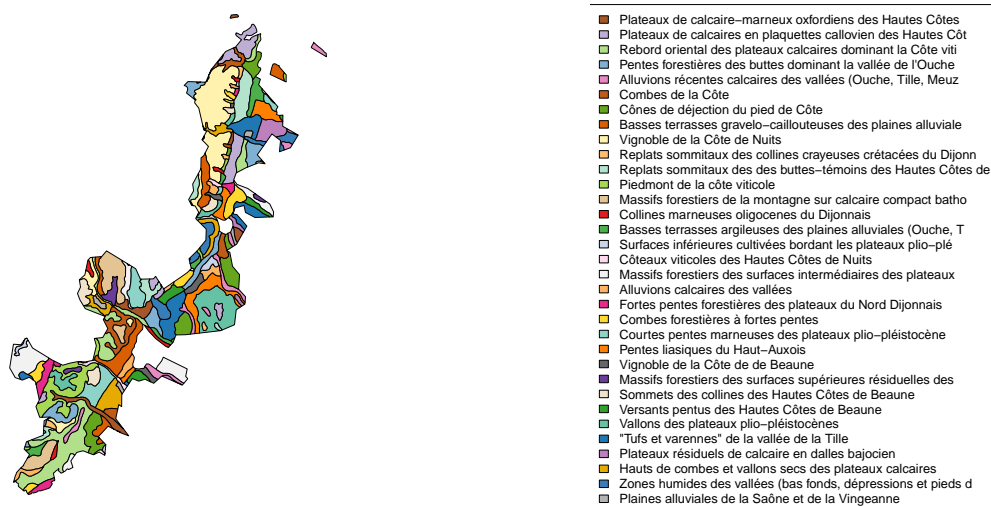 Plateaux de calcaire−marneux oxfordiens des Hautes Côtes
Plateaux de calcaires en plaquettes callovien des Hautes Côt
Rebord oriental des plateaux calcaires dominant la Côte viti
Pentes forestières des buttes dominant la vallée de l'Ouche
Alluvions récentes calcaires des vallées (Ouche, Tille, Meuz
Combes de la Côte
Cônes de déjection du pied de Côte
Basses terrasses gravelo−caillouteuses des plaines alluviale
Vignoble de la Côte de Nuits
Replats sommitaux des collines crayeuses crétacées du Dijonn
Replats sommitaux des des buttes−témoins des Hautes Côtes de
Piedmont de la côte viticole
Massifs forestiers de la montagne sur calcaire compact batho
Collines marneuses oligocenes du Dijonnais
Basses terrasses argileuses des plaines alluviales (Ouche, T
Surfaces inférieures cultivées bordant les plateaux plio−plé
Côteaux viticoles des Hautes Côtes de Nuits
Massifs forestiers des surfaces intermédiaires des plateaux
Alluvions calcaires des vallées
Fortes pentes forestières des plateaux du Nord Dijonnais
Combes forestières à fortes pentes
Courtes pentes marneuses des plateaux plio−pléistocène
Pentes liasiques du Haut−Auxois
Vignoble de la Côte de de Beaune
Massifs forestiers des surfaces supérieures résiduelles des
Sommets des collines des Hautes Côtes de Beaune
Versants pentus des Hautes Côtes de Beaune
Vallons des plateaux plio−pléistocènes
"Tufs et varennes" de la vallée de la Tille
Plateaux résiduels de calcaire en dalles bajocien
Hauts de combes et vallons secs des plateaux calcaires
Zones humides des vallées (bas fonds, dépressions et pieds d
Plaines alluviales de la Saône et de la Vingeanne